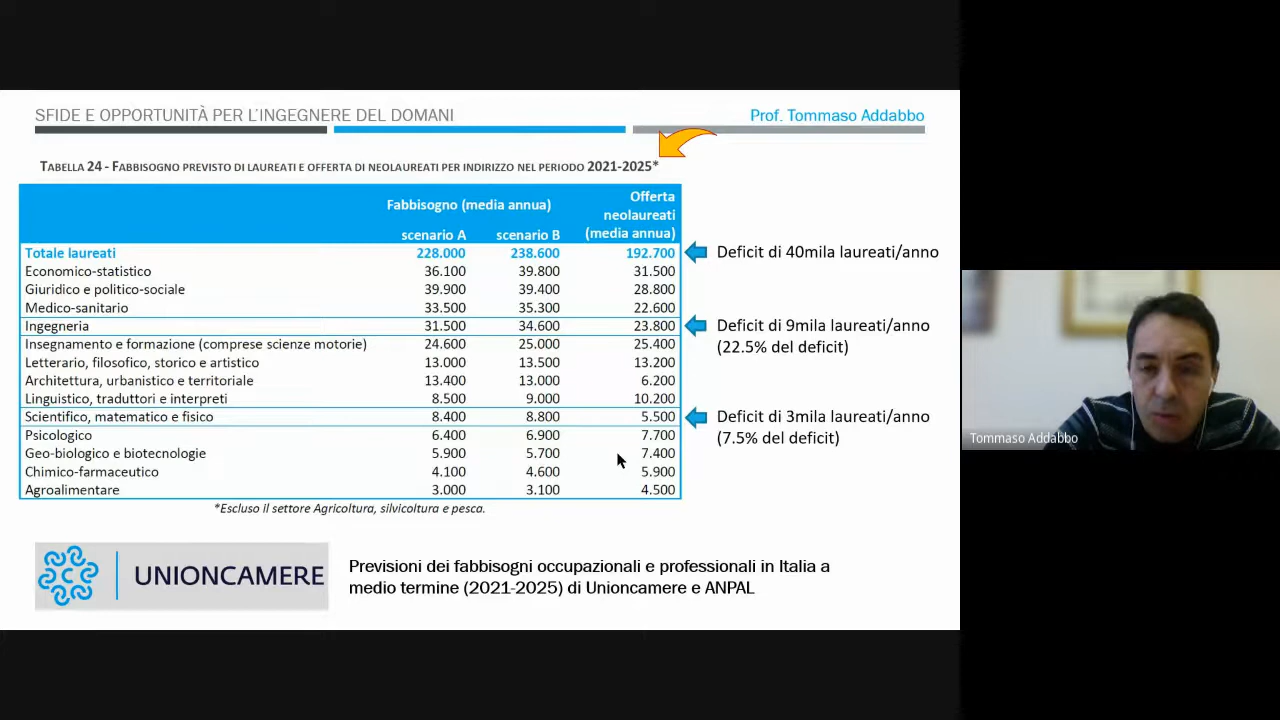 SFIDE E OPPORTUNITÀ PER L'INGEGNERE DEL DOMANI
Prof. Tommaso Addabbo
TABELLA 24 - FABBISOGNO PREVISTO DI LAUREATI E OFFERTA DI NEOLAUREATI PER INDIRIZZO NEL PERIODO 2021-2025*
Fabbisogno (media annua)
Offerta
neolaureati
(media annua)
scenario A scenario B
Totale laureati 228.000 238.600 192.700
Economico-statistico 36.100 39.800 31.500
Giuridico e politico-sociale 39.900 39.400 28.800
Medico-sanitario 33.500 35.300 22.600
Ingegneria 31.500 34.600 23.800
Insegnamento e formazione (comprese scienze motorie) 24.600 25.000 25.400
Letterario, filosofico, storico e artistico 13.000 13.500 13.200
Architettura, urbanistico e territoriale 13.400 13.000 6.200
Linguistico, traduttori e interpreti 8.500 9.000 10.200
Scientifico, matematico e fisico 8.400 8.800 5.500
Psicologico 6.400 6.900 7.700
Geo-biologico e biotecnologie 5.900 5.700 7.400
Chimico-farmaceutico 4.100 4.600 5.900
Agroalimentare 3.000 3.100 4.500
*Escluso il settore Agricoltura, silvicoltura e pesca.
Deficit di 40mila laureati/anno
Deficit di 9mila laureati/anno
(22.5% del deficit)
Deficit di 3mila laureati/anno
(7.5% del deficit)
UNIONCAMERE
Previsioni dei fabbisogni occupazionali e professionali in Italia a
medio termine (2021-2025) di Unioncamere e ANPAL
Tommaso Addabbo